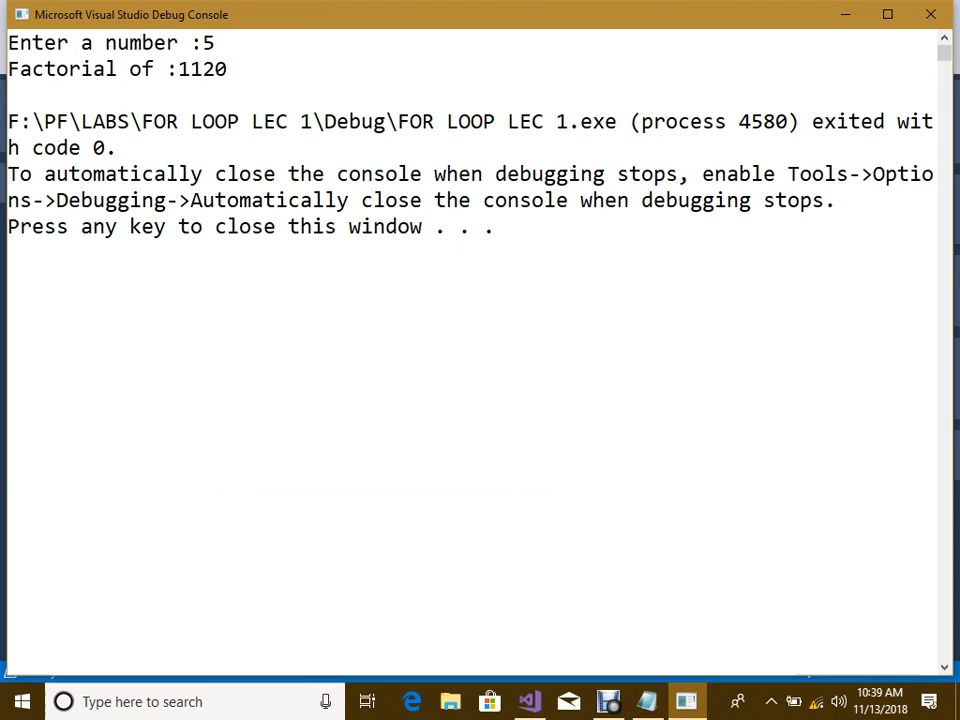 Microsoft Visual Studio Debug Console
Enter a number :5
Factorial of :1120
F:\PF\LABS\FOR LOOP LEC 1\Debug\FOR LOOP LEC 1.exe (process 4580) exited wit
h code 0.
To automatically close the console when debugging stops, enable Tools->Optio
ns->Debugging->Automatically close the console when debugging stops.
Press any key to close this window . . .
Type here to search
10:39 AM
11/13/2018